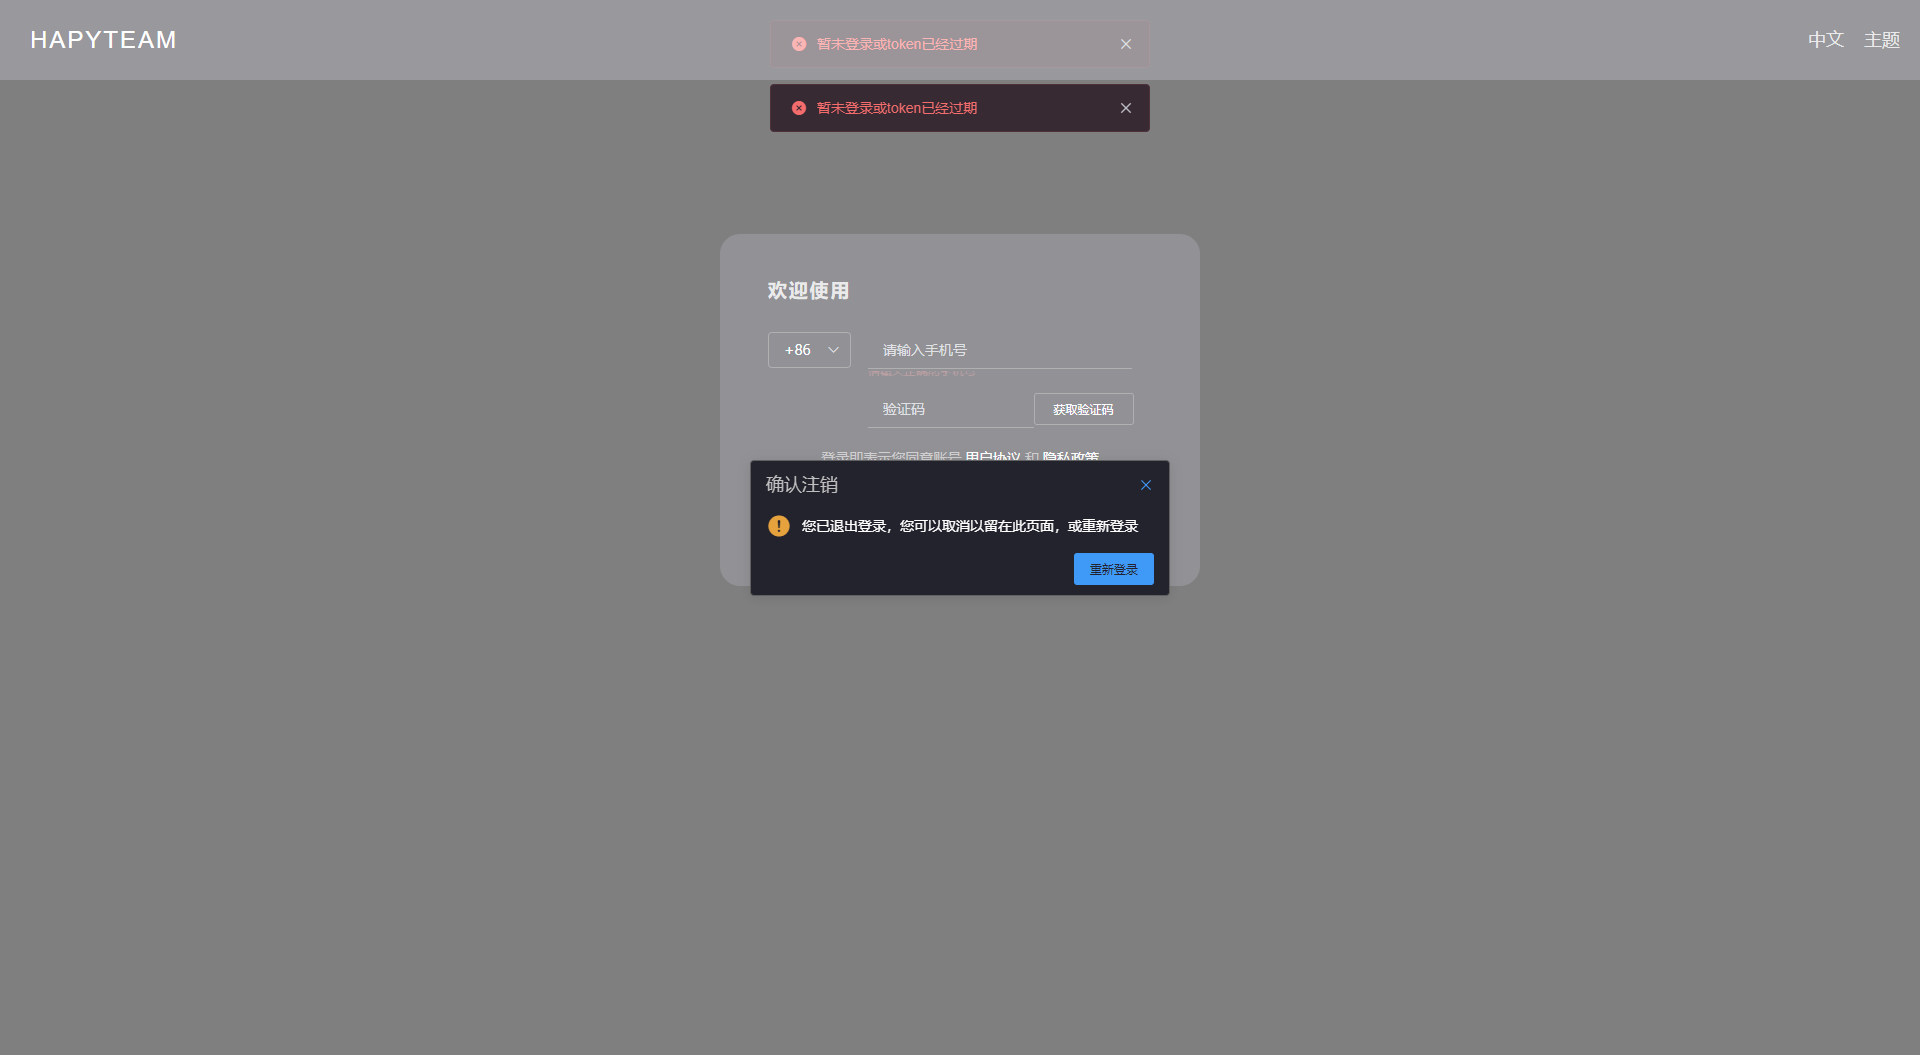 HAPYTEAM
中文 主题
暂未登录或token已经过期
暂未登录或token已经过期
欢迎使用
+86 请输入手机号
验证码 获取验证码
登录即表示您同意账号 用户协议 和 隐私政策
确认注销
您已退出登录，您可以取消以留在此页面，或重新登录
重新登录